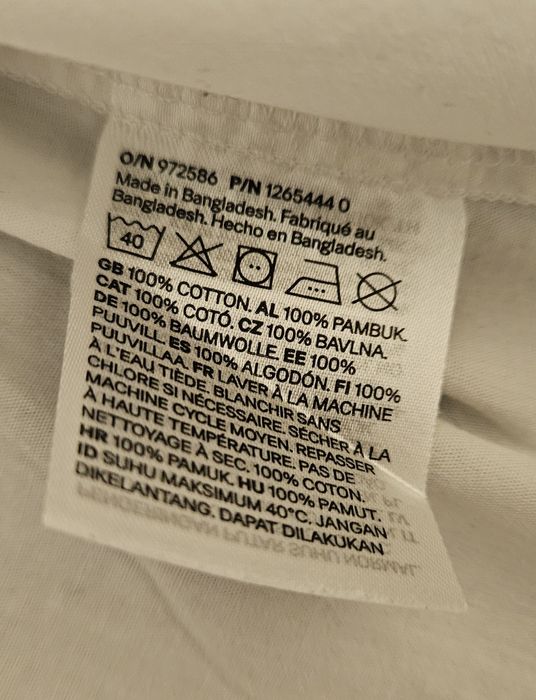 O/N 972586 P/N 1265444 0
Made in Bangladesh. Fabriqué au
Bangladesh. Hecho en Bangladesh.
40
GB 100% COTTON. AL 100% PAMBUK.
CAT 100% COTÓ. CZ 100% BAVLNA.
DE 100% BAUMWOLLE. EE 100%
PUUVILL. ES 100% ALGODÓN. FI 100%
PUUVILLAA. FR LAVER À LA MACHINE
À L'EAU TIÈDE. BLANCHIR SANS
CHLORE SI NÉCESSAIRE. SÉCHER À LA
MACHINE CYCLE MOYEN. REPASSER
À HAUTE TEMPÉRATURE. PAS DE
NETTOYAGE À SEC. 100% COTON.
HR 100% PAMUK. HU 100% PAMUT.
ID SUHU MAKSIMUM 40°C. JANGAN
DIKELANTANG. DAPAT DILAKUKAN
PENGERINGAN PUTAR SUHU NORMAL.